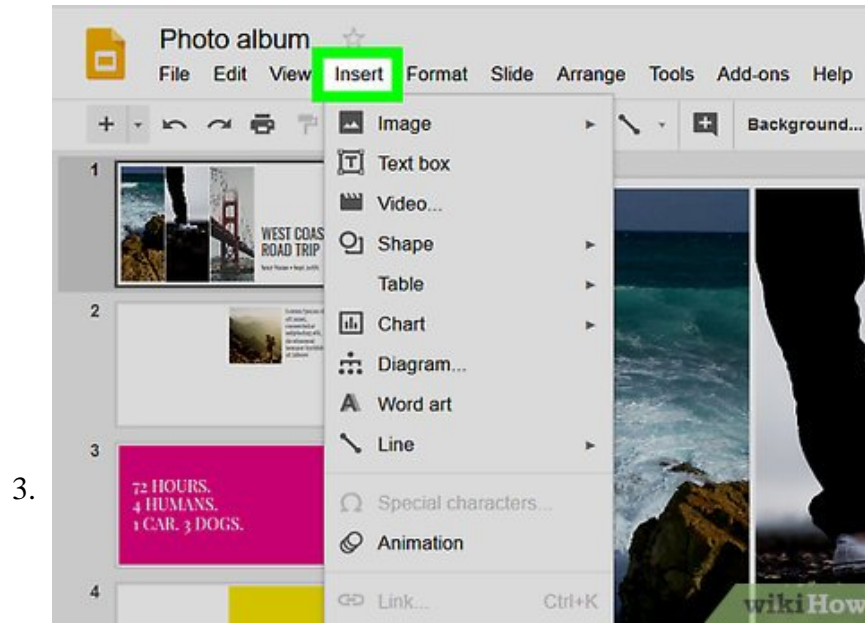 Photo album
File Edit View Insert Format Slide Arrange Tools Add-ons Help
Background...
Image
Text box
Video...
Shape
Table
Chart
Diagram...
Word art
Line
Special characters...
Animation
Link... Ctrl+K
1
WEST COAS
ROAD TRIP
2
3
72 HOURS.
4 HUMANS.
1 CAR. 3 DOGS.
4
3.
wikiHow